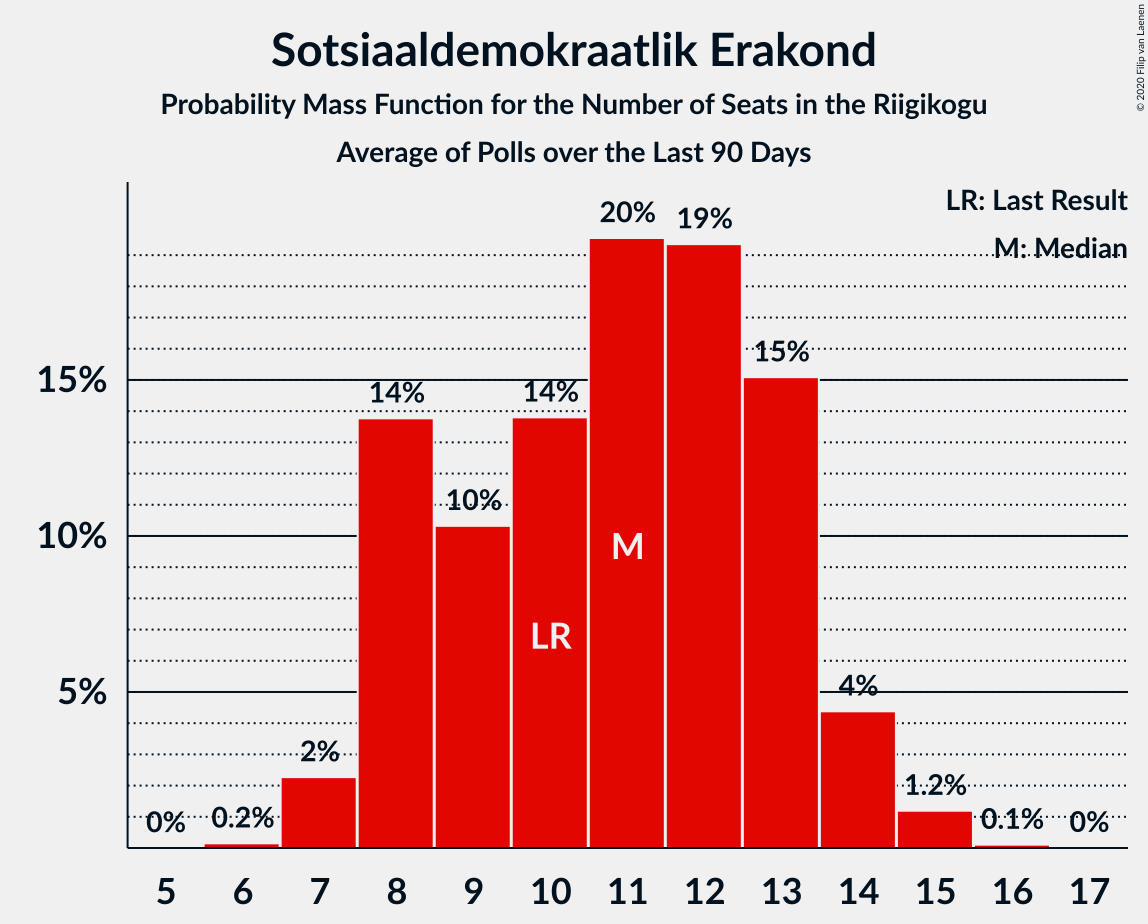 Sotsiaaldemokraatlik Erakond
Probability Mass Function for the Number of Seats in the Riigikogu
Average of Polls over the Last 90 Days
© 2020 Filip van Laenen
LR: Last Result
M: Median
20%
19%
15%
15%
14%
14%
10%
10%
M
LR
5%
4%
2%
1.2%
0%
0.2%
0.1%
0%
5 6 7 8 9 10 11 12 13 14 15 16 17